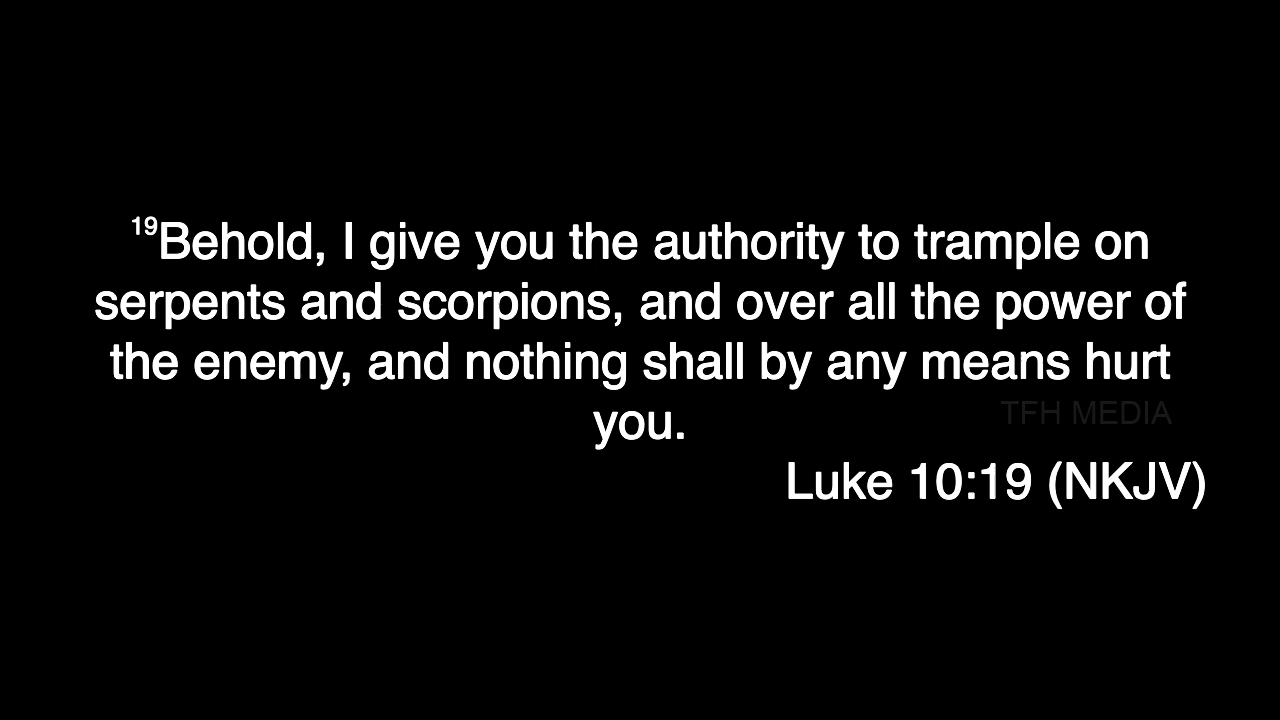 19Behold, I give you the authority to trample on
serpents and scorpions, and over all the power of
the enemy, and nothing shall by any means hurt
you.
TFH MEDIA
Luke 10:19 (NKJV)